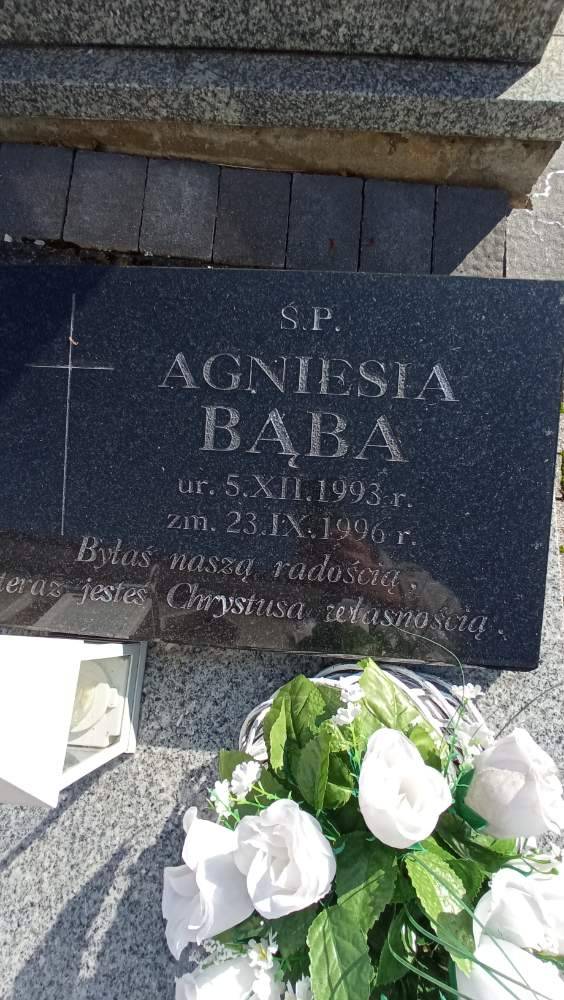 Ś.P.
AGNIESIA
BĄBA
ur. 5.XII.1993 r.
zm. 23.IX.1996 r.
Byłaś naszą radością,
teraz jesteś Chrystusa własnością.